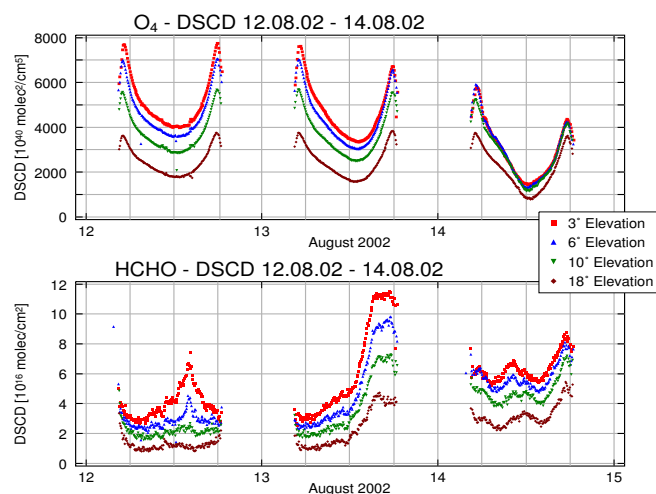 O₄ - DSCD 12.08.02 - 14.08.02
DSCD [10⁴⁰ molec²/cm⁵]
8000
6000
4000
2000
0
12
13
14
August 2002
3° Elevation
6° Elevation
10° Elevation
18° Elevation
HCHO - DSCD 12.08.02 - 14.08.02
DSCD [10¹⁶ molec/cm²]
12
10
8
6
4
2
0
12
13
14
15
August 2002